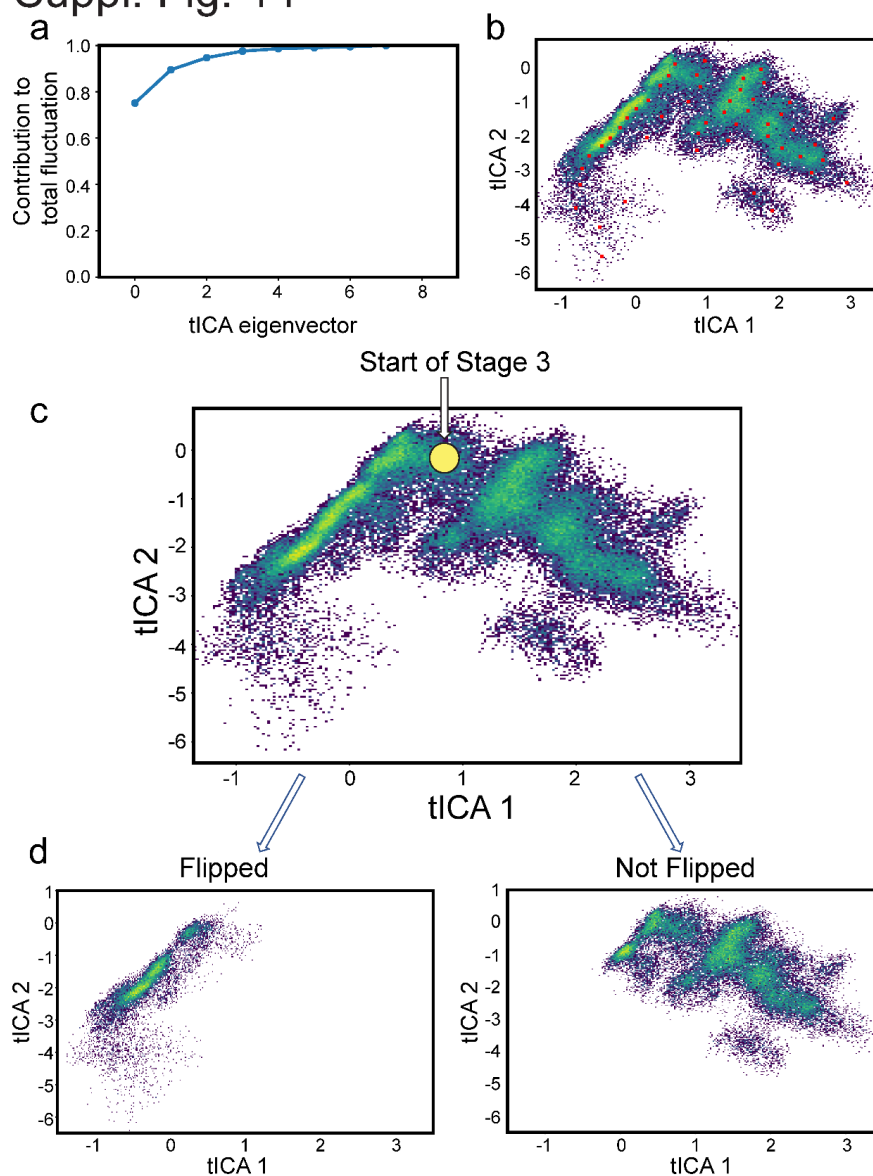 Suppl. Fig. 11
a
1.0
0.8
0.6
0.4
0.2
0.0
Contribution to
total fluctuation
0 2 4 6 8
tICA eigenvector
b
0
-1
-2
-3
-4
-5
-6
tICA 2
-1 0 1 2 3
tICA 1
Start of Stage 3
c
0
-1
-2
-3
-4
-5
-6
tICA 2
-1 0 1 2 3
tICA 1
d
Flipped
1
0
-1
-2
-3
-4
-5
-6
tICA 2
-1 0 1 2 3
tICA 1
Not Flipped
1
0
-1
-2
-3
-4
-5
-6
tICA 2
-1 0 1 2 3
tICA 1